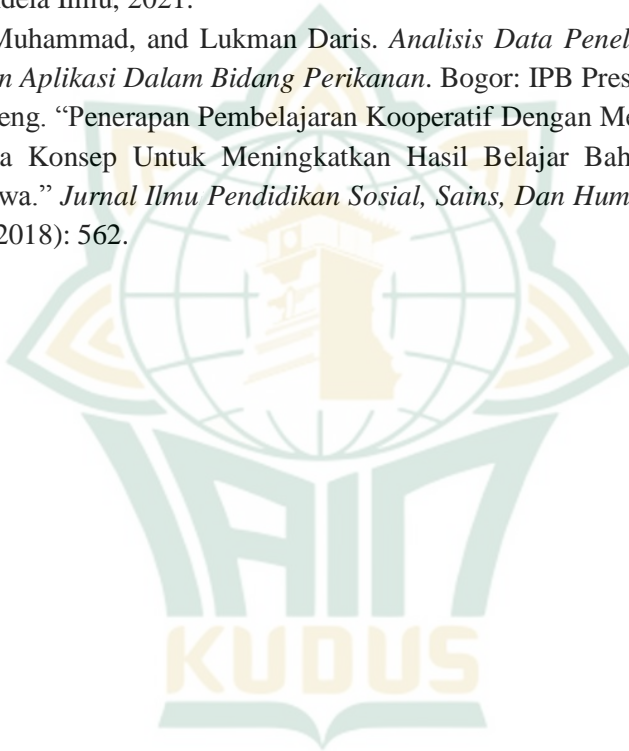 dela Ilmu, 2021.
Muhammad, and Lukman Daris. Analisis Data Penel
n Aplikasi Dalam Bidang Perikanan. Bogor: IPB Pres
eng. “Penerapan Pembelajaran Kooperatif Dengan Me
a Konsep Untuk Meningkatkan Hasil Belajar Bah
wa.” Jurnal Ilmu Pendidikan Sosial, Sains, Dan Hum
2018): 562.
IAIN
KUDUS